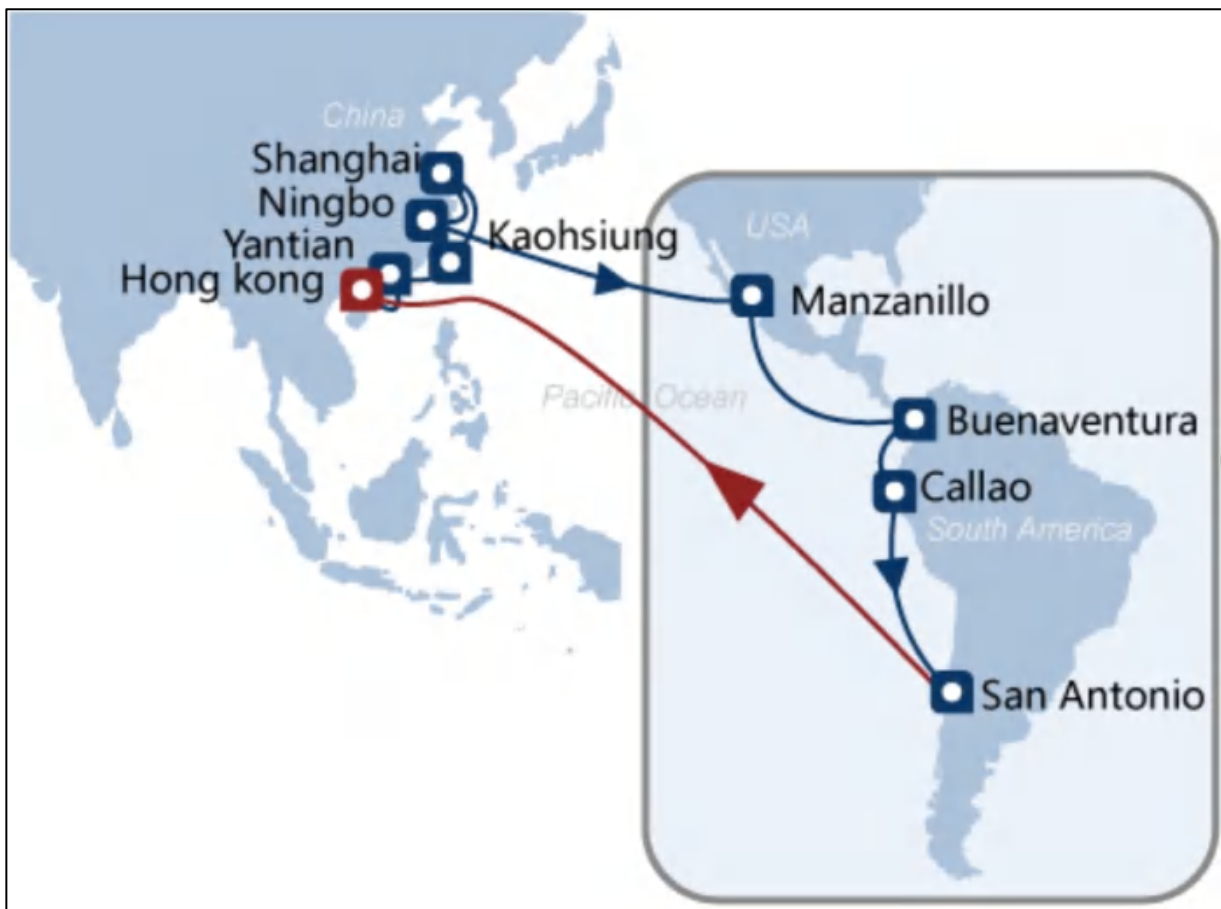 China
Shanghai
Ningbo
Kaohsiung
USA
Yantian
Hong kong
Manzanillo
Pacific Ocean
Buenaventura
Callao
South America
San Antonio